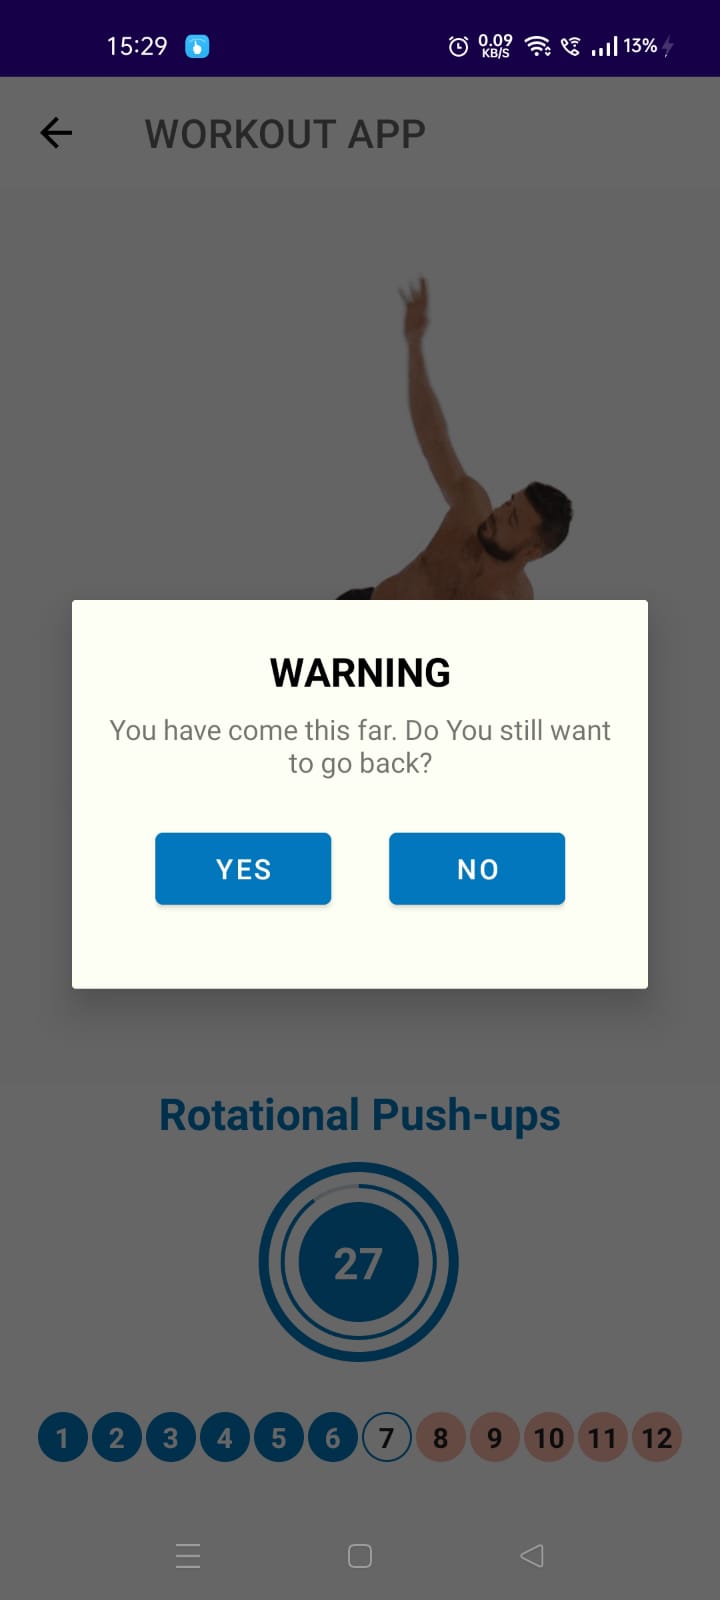 15:29
0.09
KB/S
13%
WORKOUT APP
WARNING
You have come this far. Do You still want
to go back?
YES NO
Rotational Push-ups
27
1 2 3 4 5 6 7 8 9 10 11 12